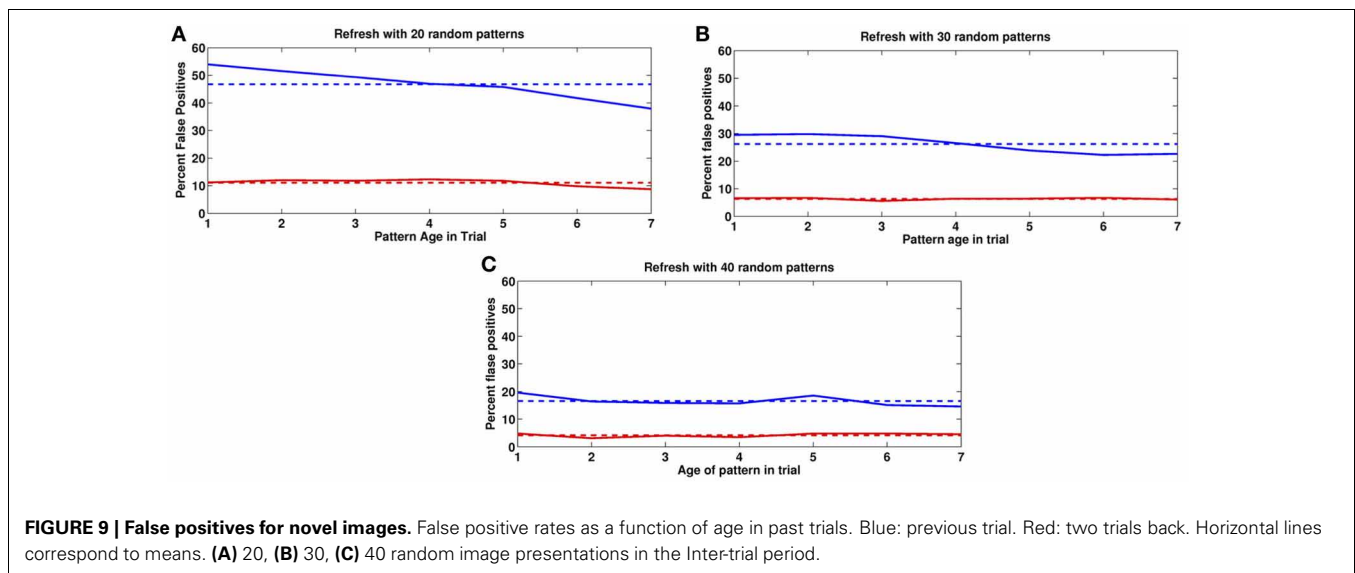 A
Refresh with 20 random patterns
60
50
40
30
20
10
0
Percent False Positives
1 2 3 4 5 6 7
Pattern Age in Trial
B
Refresh with 30 random patterns
60
50
40
30
20
10
0
Percent false positives
1 2 3 4 5 6 7
Pattern age in trial
C
Refresh with 40 random patterns
60
50
40
30
20
10
0
Percent flase positives
1 2 3 4 5 6 7
Age of pattern in trial
FIGURE 9 | False positives for novel images. False positive rates as a function of age in past trials. Blue: previous trial. Red: two trials back. Horizontal lines
correspond to means. (A) 20, (B) 30, (C) 40 random image presentations in the Inter-trial period.